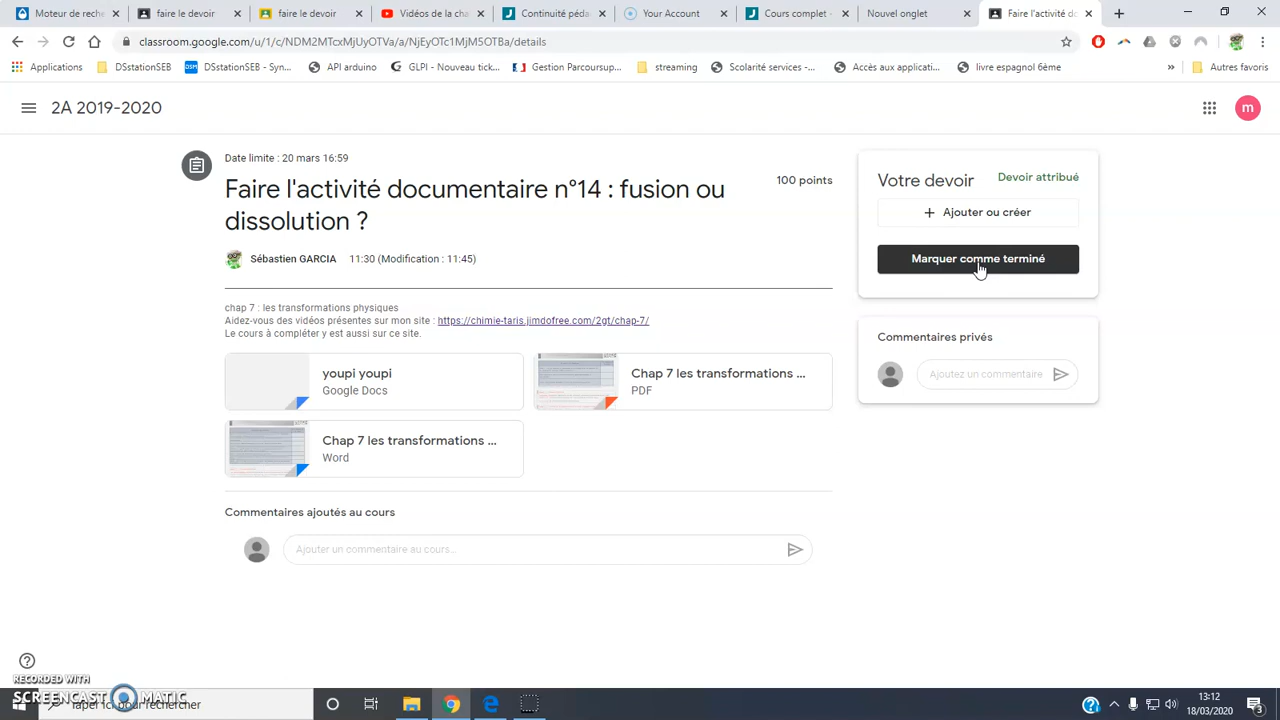 Moteur de reche
faire le devoir
faire le devoir
Vidéos de la cha
Continuité péda
Your Account
Cours complet -
Nouvel onglet
Faire l'activité do
classroom.google.com/u/1/c/NDM2MTcxMjUyOTVa/a/NjEyOTc1MjM5OTBa/details
Applications
DSstationSEB
DSstationSEB - Syn...
API arduino
GLPI - Nouveau tick...
Gestion Parcoursup...
streaming
Scolarité services -...
Accès aux applicati...
livre espagnol 6ème
»
Autres favoris
2A 2019-2020
m
Date limite : 20 mars 16:59
Faire l'activité documentaire n°14 : fusion ou
dissolution ?
100 points
Sébastien GARCIA 11:30 (Modification : 11:45)
chap 7 : les transformations physiques
Aidez-vous des vidéos présentes sur mon site : https://chimie-taris.jimdofree.com/2gt/chap-7/
Le cours à compléter y est aussi sur ce site.
youpi youpi
Google Docs
Chap 7 les transformations ...
PDF
Chap 7 les transformations ...
Word
Commentaires ajoutés au cours
Ajouter un commentaire au cours...
Votre devoir
Devoir attribué
+ Ajouter ou créer
Marquer comme terminé
Commentaires privés
Ajoutez un commentaire
RECORDED WITH
SCREENCAST MATIC
Taper ici pour rechercher
13:12
18/03/2020